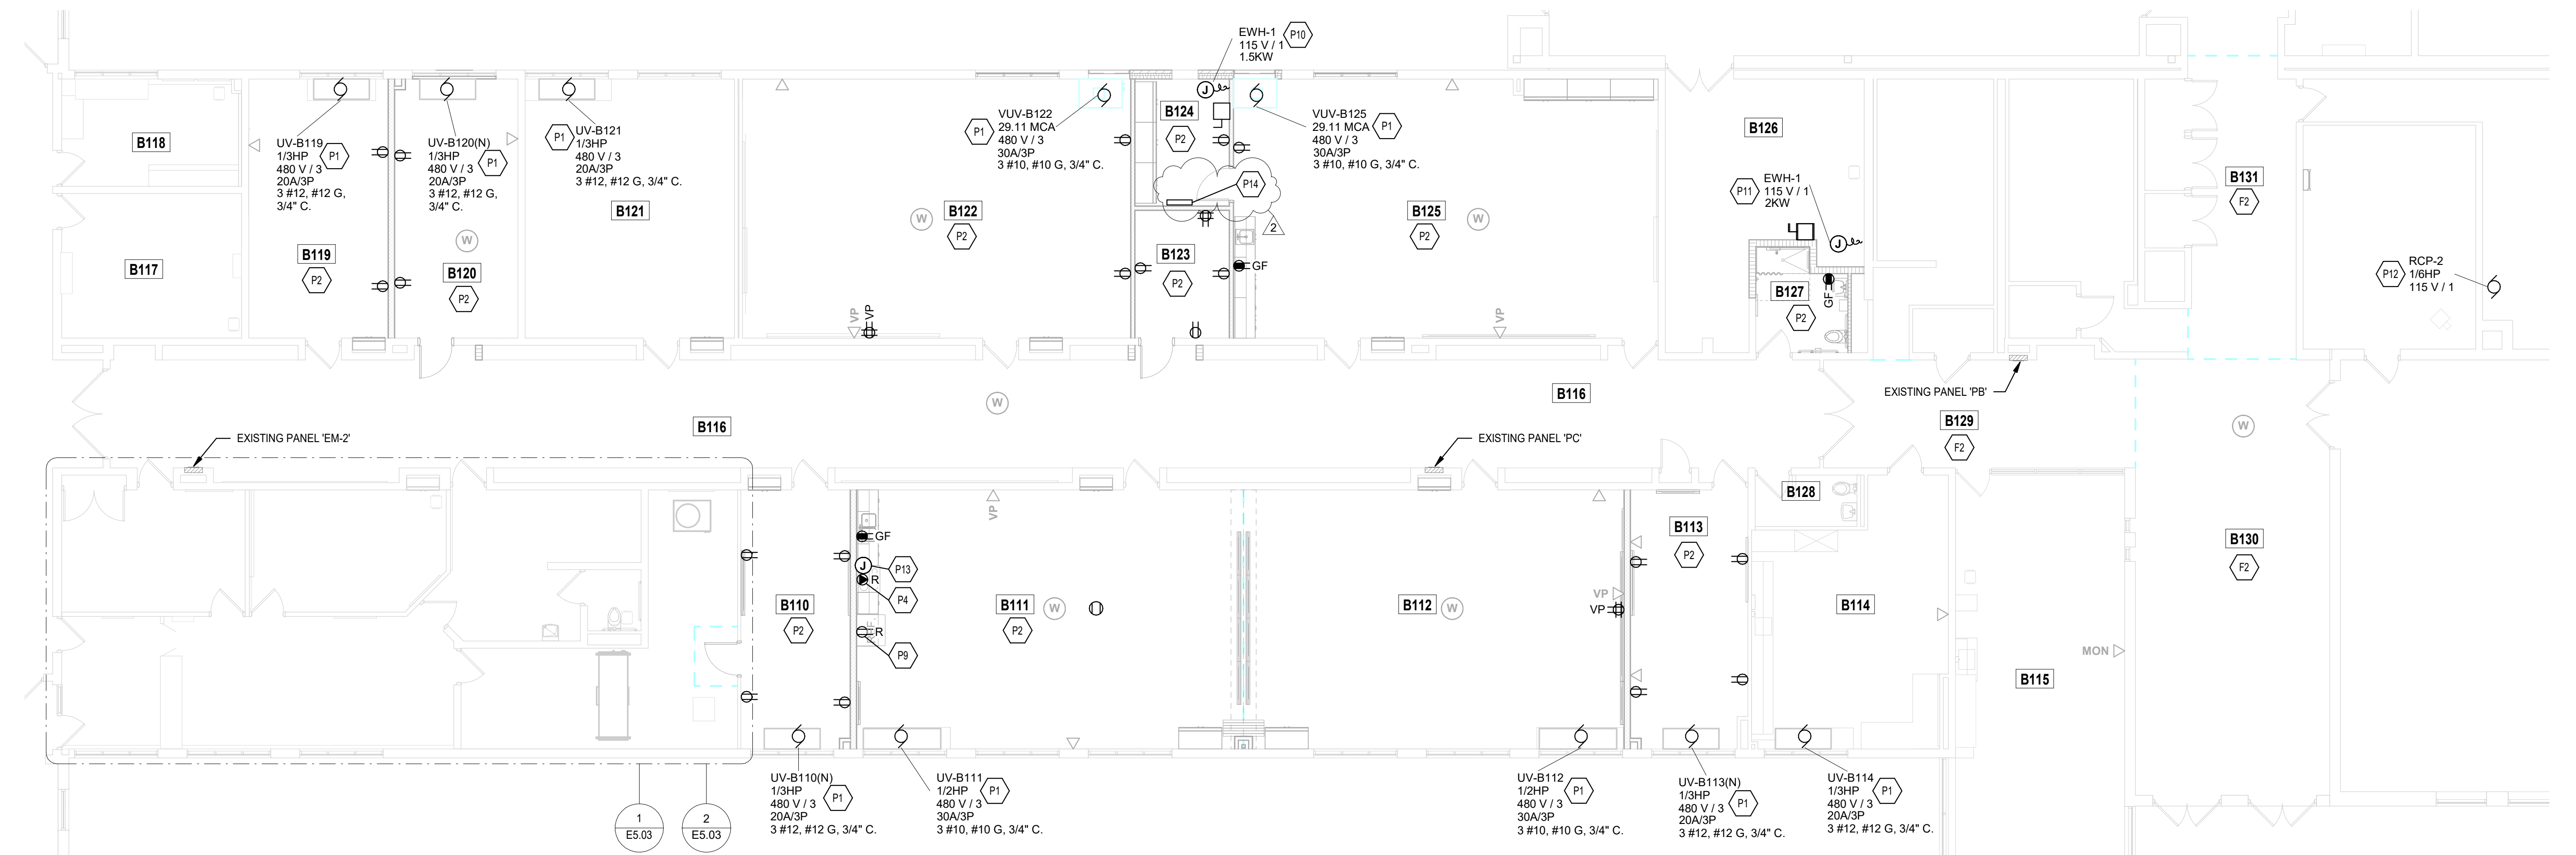 EWH-1
115 V / 1
1.5KW
P10
B118
UV-B119
1/3HP
480 V / 3
20A/3P
3 #12, #12 G,
3/4" C.
P1
UV-B120(N)
1/3HP
480 V / 3
20A/3P
3 #12, #12 G,
3/4" C.
P1
P1
UV-B121
1/3HP
480 V / 3
20A/3P
3 #12, #12 G, 3/4" C.
P1
VUV-B122
29.11 MCA
480 V / 3
30A/3P
3 #10, #10 G, 3/4" C.
J
B124
P2
P14
2
VUV-B125
29.11 MCA
480 V / 3
30A/3P
3 #10, #10 G, 3/4" C.
P1
B126
P11
EWH-1
115 V / 1
2KW
J
B131
F2
B117
B119
P2
W
B120
P2
B121
W
B122
P2
B123
P2
GF
B125
P2
W
B127
P2
GF
P12
RCP-2
1/6HP
115 V / 1
VP
VP
VP
W
B116
B116
EXISTING PANEL 'EM-2'
EXISTING PANEL 'PC'
EXISTING PANEL 'PB'
B129
F2
W
B128
VP
GF
J
P13
R
P4
R
P9
B110
P2
B111
P2
W
B112
W
VP
VP
B113
P2
B114
B130
F2
MON
B115
UV-B110(N)
1/3HP
480 V / 3
20A/3P
3 #12, #12 G, 3/4" C.
P1
UV-B111
1/2HP
480 V / 3
30A/3P
3 #10, #10 G, 3/4" C.
P1
UV-B112
1/2HP
480 V / 3
30A/3P
3 #10, #10 G, 3/4" C.
P1
UV-B113(N)
1/3HP
480 V / 3
20A/3P
3 #12, #12 G, 3/4" C.
P1
UV-B114
1/3HP
480 V / 3
20A/3P
3 #12, #12 G, 3/4" C.
P1
1
E5.03
2
E5.03